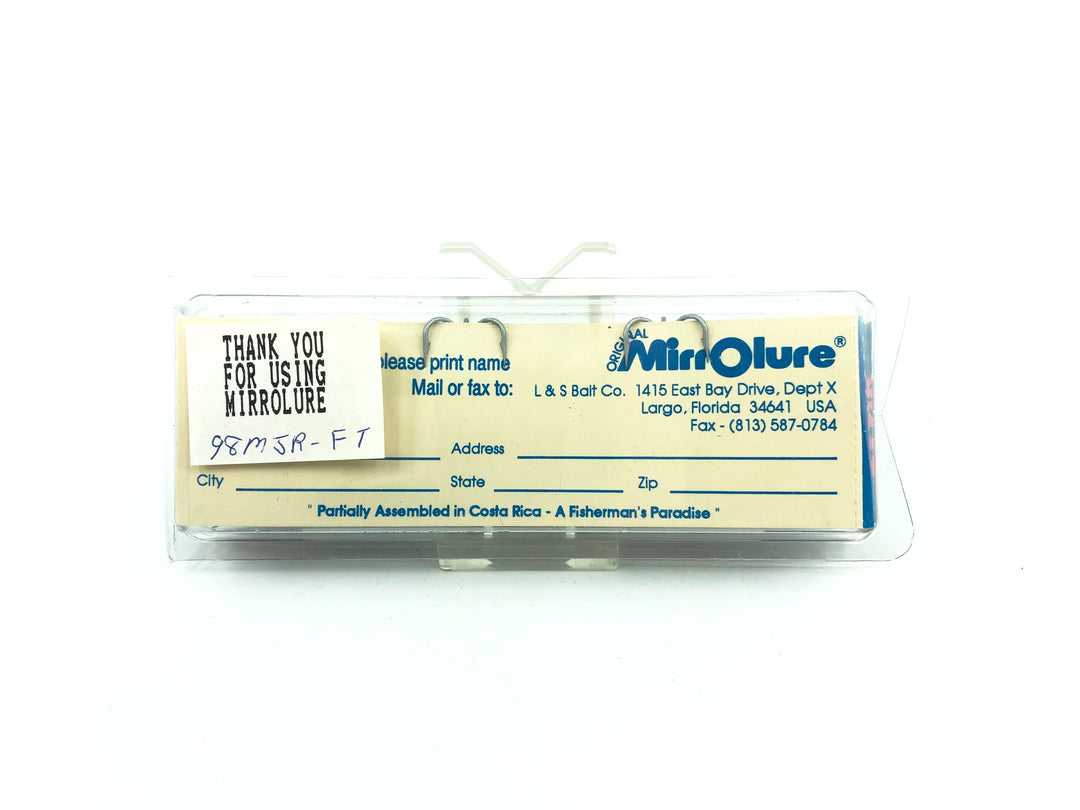 THANK YOU
FOR USING
MIRROLURE
98MJR-FT
please print name
Mail or fax to:
ORIGINAL MirrOlure®
L & S Bait Co. 1415 East Bay Drive, Dept X
Largo, Florida 34641 USA
Fax - (813) 587-0784
Address
City State Zip
" Partially Assembled in Costa Rica - A Fisherman's Paradise "